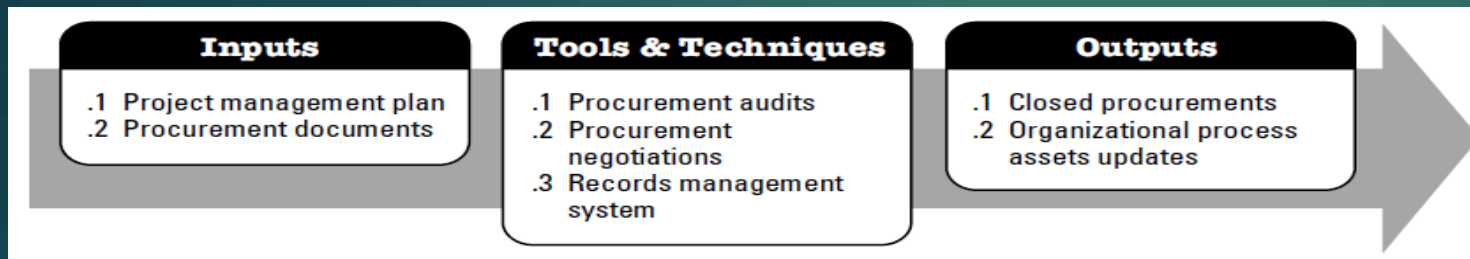 Inputs
.1 Project management plan
.2 Procurement documents
Tools & Techniques
.1 Procurement audits
.2 Procurement
negotiations
.3 Records management
system
Outputs
.1 Closed procurements
.2 Organizational process
assets updates